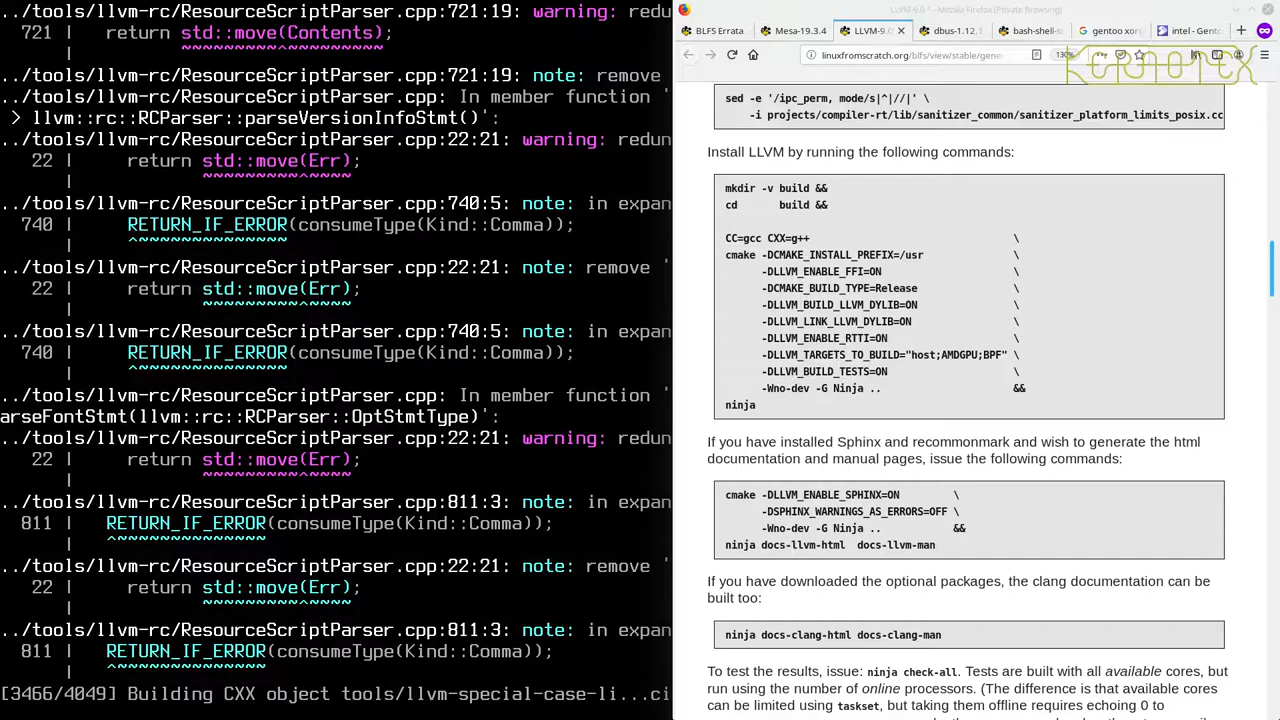 ../tools/llvm-rc/ResourceScriptParser.cpp:721:19: warning: redun
721 |   return std::move(Contents);
|          ~~~~~~~~~^~~~~~~~~~
../tools/llvm-rc/ResourceScriptParser.cpp:721:19: note: remove '
../tools/llvm-rc/ResourceScriptParser.cpp: In member function '
> llvm::rc::RCParser::parseVersionInfoStmt()':
../tools/llvm-rc/ResourceScriptParser.cpp:22:21: warning: redun
22 |     return std::move(Err);
|            ~~~~~~~~~^~~~~
../tools/llvm-rc/ResourceScriptParser.cpp:740:5: note: in expan
740 |     RETURN_IF_ERROR(consumeType(Kind::Comma));
|     ^~~~~~~~~~~~~~~
../tools/llvm-rc/ResourceScriptParser.cpp:22:21: note: remove '
22 |     return std::move(Err);
|            ~~~~~~~~~^~~~~
../tools/llvm-rc/ResourceScriptParser.cpp:740:5: note: in expan
740 |     RETURN_IF_ERROR(consumeType(Kind::Comma));
|     ^~~~~~~~~~~~~~~
../tools/llvm-rc/ResourceScriptParser.cpp: In member function '
arseFontStmt(llvm::rc::RCParser::OptStmtType)':
../tools/llvm-rc/ResourceScriptParser.cpp:22:21: warning: redun
22 |     return std::move(Err);
|            ~~~~~~~~~^~~~~
../tools/llvm-rc/ResourceScriptParser.cpp:811:3: note: in expan
811 |   RETURN_IF_ERROR(consumeType(Kind::Comma));
|   ^~~~~~~~~~~~~~~
../tools/llvm-rc/ResourceScriptParser.cpp:22:21: note: remove '
22 |     return std::move(Err);
|            ~~~~~~~~~^~~~~
../tools/llvm-rc/ResourceScriptParser.cpp:811:3: note: in expan
811 |   RETURN_IF_ERROR(consumeType(Kind::Comma));
|   ^~~~~~~~~~~~~~~
[3466/4049] Building CXX object tools/llvm-special-case-li...ci
LLVM-9.0.1 - Mozilla Firefox (Private Browsing)
BLFS Errata
Mesa-19.3.4
LLVM-9.0
dbus-1.12.1
bash-shell-s
gentoo xorg
intel - Gento
linuxfromscratch.org/blfs/view/stable/gene
130%
KERNOTEX
sed -e '/ipc_perm, mode/s|^|//|' \
-i projects/compiler-rt/lib/sanitizer_common/sanitizer_platform_limits_posix.cc
Install LLVM by running the following commands:
mkdir -v build &&
cd       build &&
CC=gcc CXX=g++                                  \
cmake -DCMAKE_INSTALL_PREFIX=/usr               \
-DLLVM_ENABLE_FFI=ON                      \
-DCMAKE_BUILD_TYPE=Release                \
-DLLVM_BUILD_LLVM_DYLIB=ON                \
-DLLVM_LINK_LLVM_DYLIB=ON                 \
-DLLVM_ENABLE_RTTI=ON                     \
-DLLVM_TARGETS_TO_BUILD="host;AMDGPU;BPF" \
-DLLVM_BUILD_TESTS=ON                     \
-Wno-dev -G Ninja ..                      &&
ninja
If you have installed Sphinx and recommonmark and wish to generate the html
documentation and manual pages, issue the following commands:
cmake -DLLVM_ENABLE_SPHINX=ON         \
-DSPHINX_WARNINGS_AS_ERRORS=OFF \
-Wno-dev -G Ninja ..            &&
ninja docs-llvm-html  docs-llvm-man
If you have downloaded the optional packages, the clang documentation can be
built too:
ninja docs-clang-html docs-clang-man
To test the results, issue: ninja check-all. Tests are built with all available cores, but
run using the number of online processors. (The difference is that available cores
can be limited using taskset, but taking them offline requires echoing 0 to